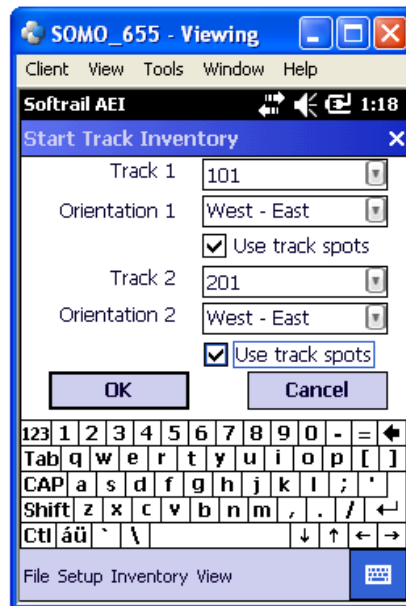 SOMO_655 - Viewing
Client View Tools Window Help
Softrail AEI 1:18
Start Track Inventory
Track 1 101
Orientation 1 West - East
Use track spots
Track 2 201
Orientation 2 West - East
Use track spots
OK Cancel
123 1 2 3 4 5 6 7 8 9 0 - =
Tab q w e r t y u i o p [ ]
CAP a s d f g h j k l ; '
Shift z x c v b n m , . /
Ctl áü ` \
File Setup Inventory View